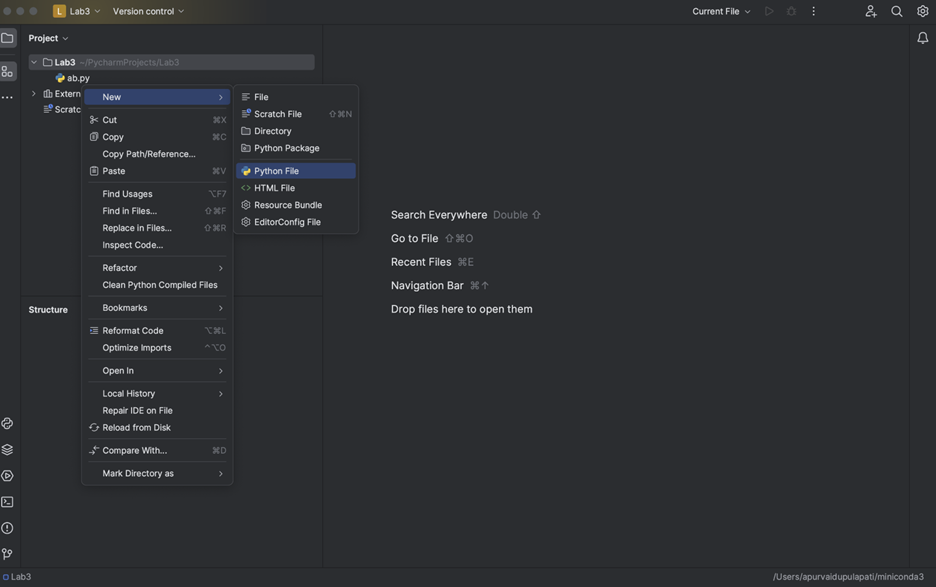 L Lab3 Version control Current File
Project
Lab3 ~/PycharmProjects/Lab3
ab.py
Extern
Scratc
New
Cut ⌘X
Copy ⌘C
Copy Path/Reference...
Paste ⌘V
Find Usages ⌥F7
Find in Files... ⇧⌘F
Replace in Files... ⇧⌘R
Inspect Code...
Refactor
Clean Python Compiled Files
Bookmarks
Reformat Code ⌥⌘L
Optimize Imports ^⌥O
Open In
Local History
Repair IDE on File
Reload from Disk
Compare With... ⌘D
Mark Directory as
File
Scratch File ⇧⌘N
Directory
Python Package
Python File
HTML File
Resource Bundle
EditorConfig File
Structure
Search Everywhere Double ⇧
Go to File ⇧⌘O
Recent Files ⌘E
Navigation Bar ⌘↑
Drop files here to open them
Lab3 /Users/apurvaidupulapati/miniconda3